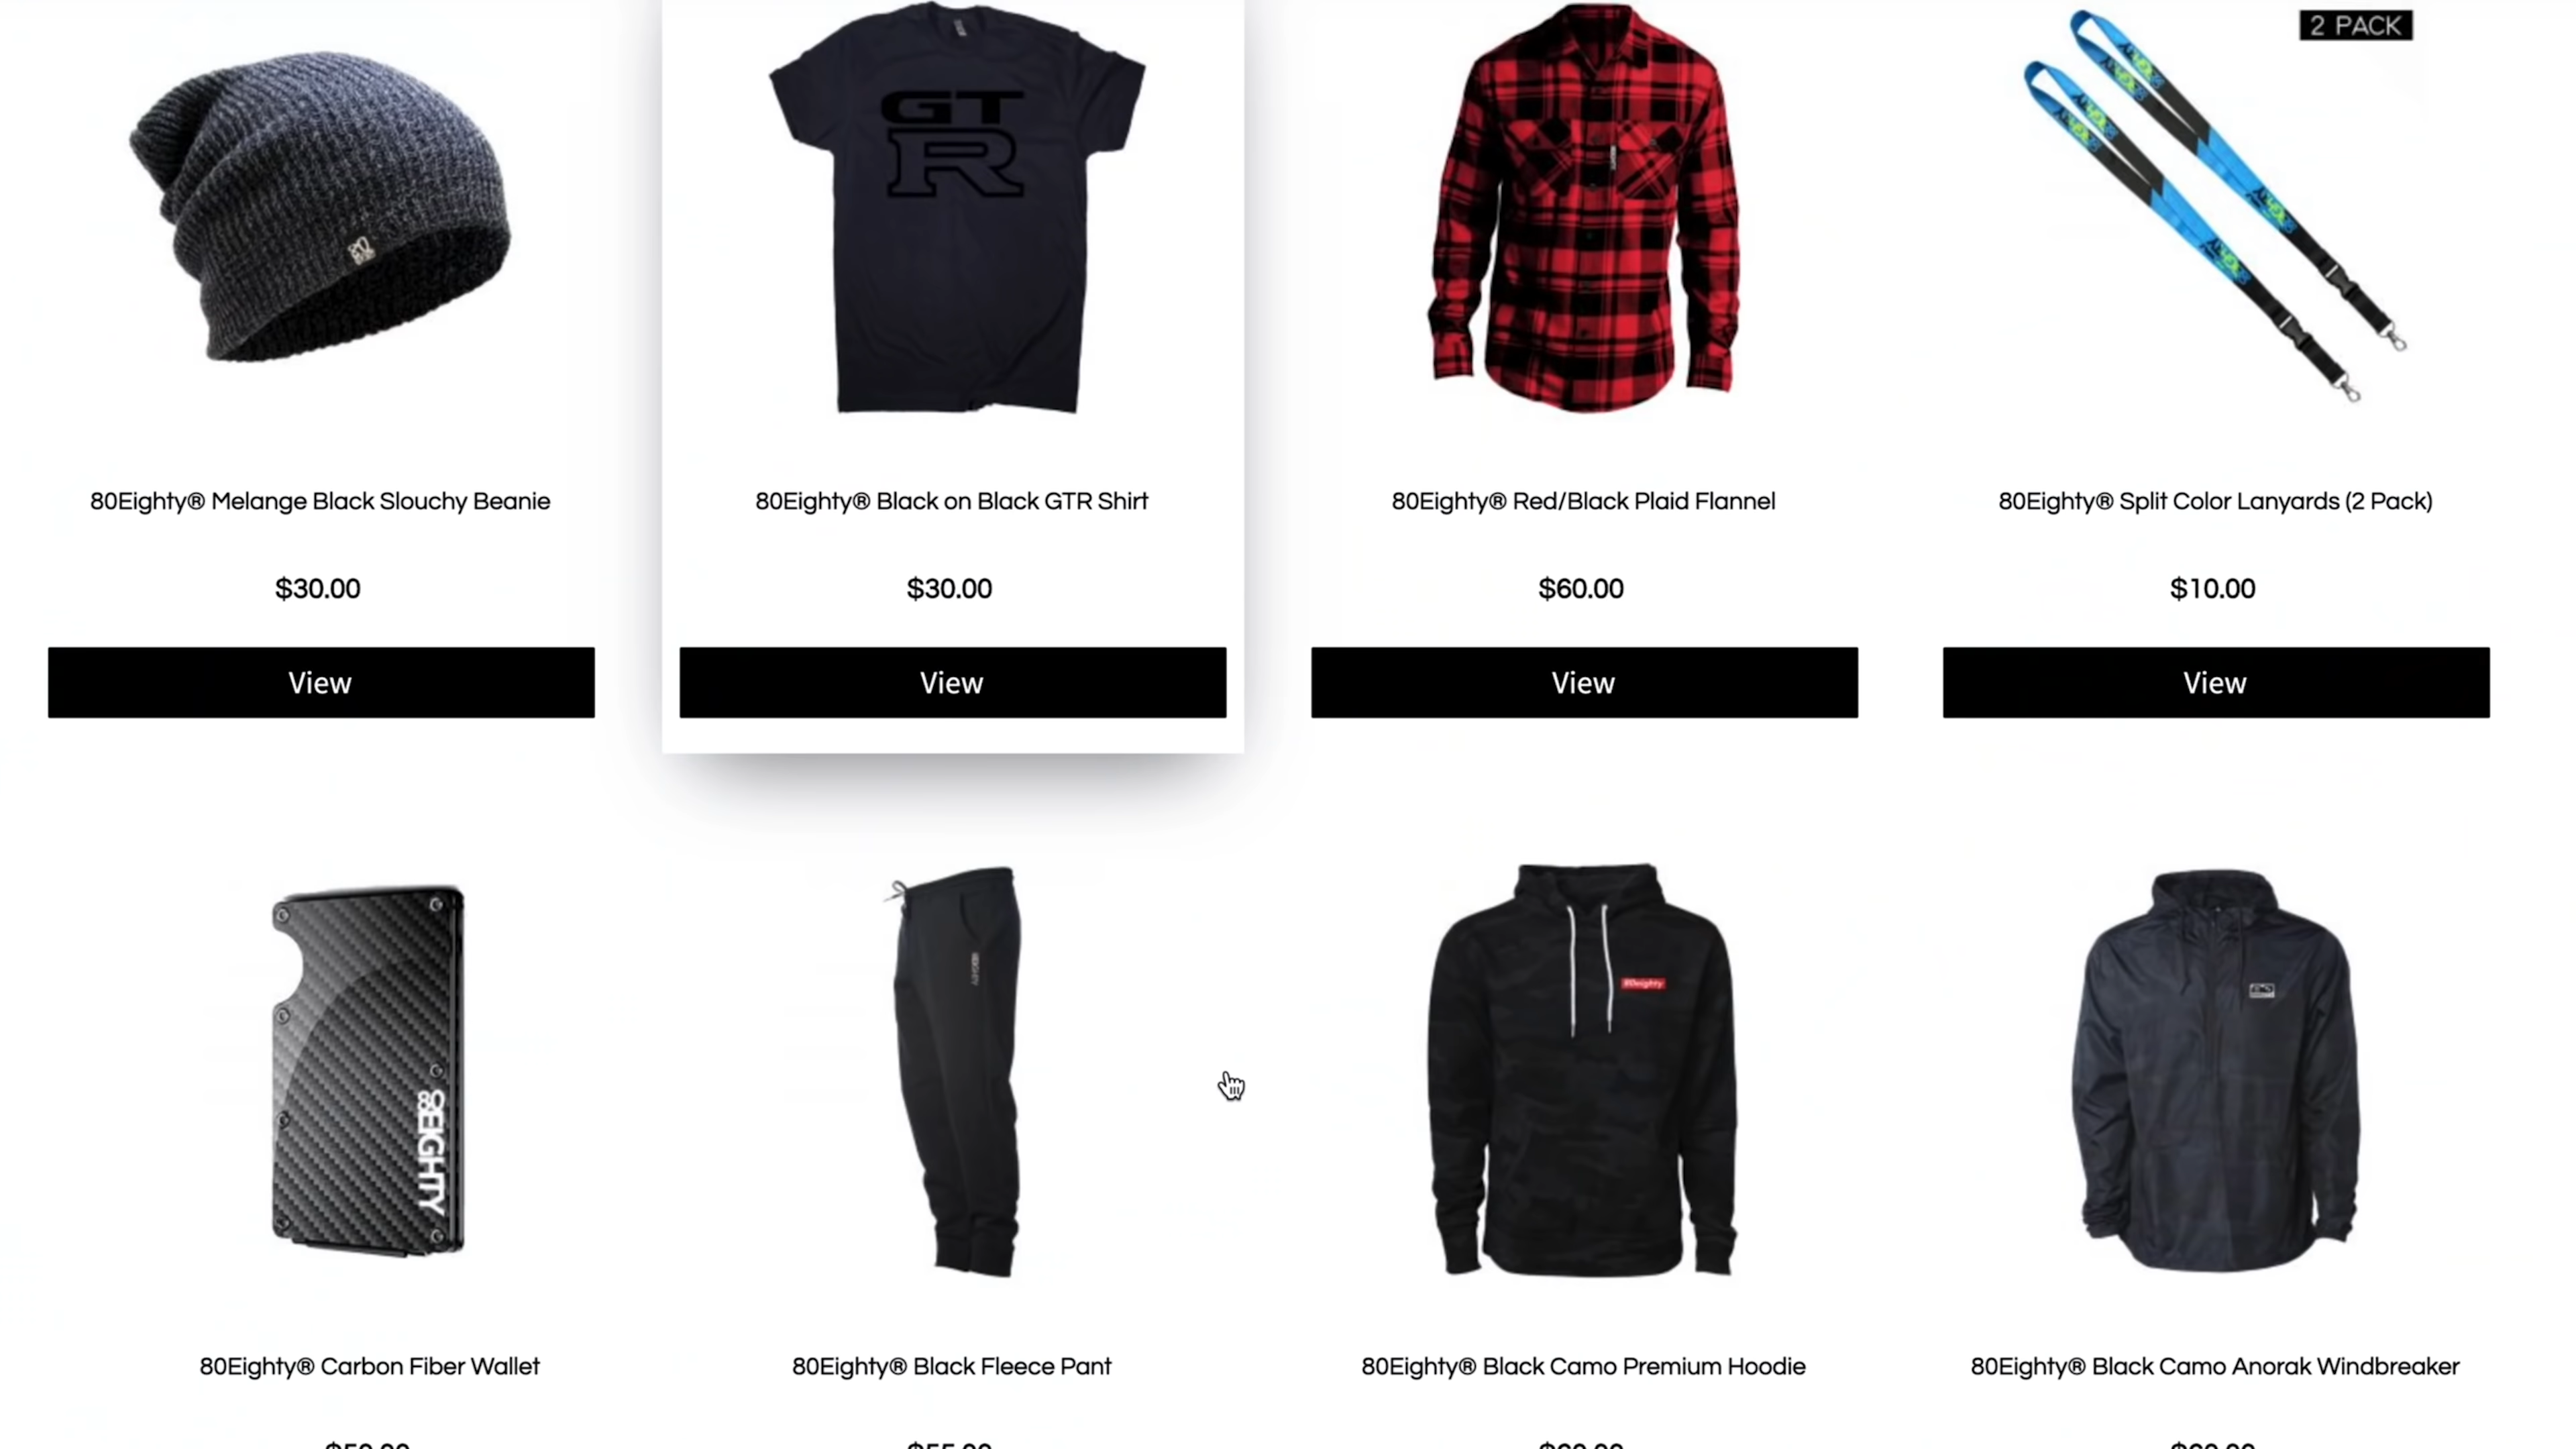 2 PACK
GT
R
80Eighty® Melange Black Slouchy Beanie
80Eighty® Black on Black GTR Shirt
80Eighty® Red/Black Plaid Flannel
80Eighty® Split Color Lanyards (2 Pack)
$30.00
$30.00
$60.00
$10.00
View
View
View
View
80eighty
80EIGHTY
80Eighty® Carbon Fiber Wallet
80Eighty® Black Fleece Pant
80Eighty® Black Camo Premium Hoodie
80Eighty® Black Camo Anorak Windbreaker